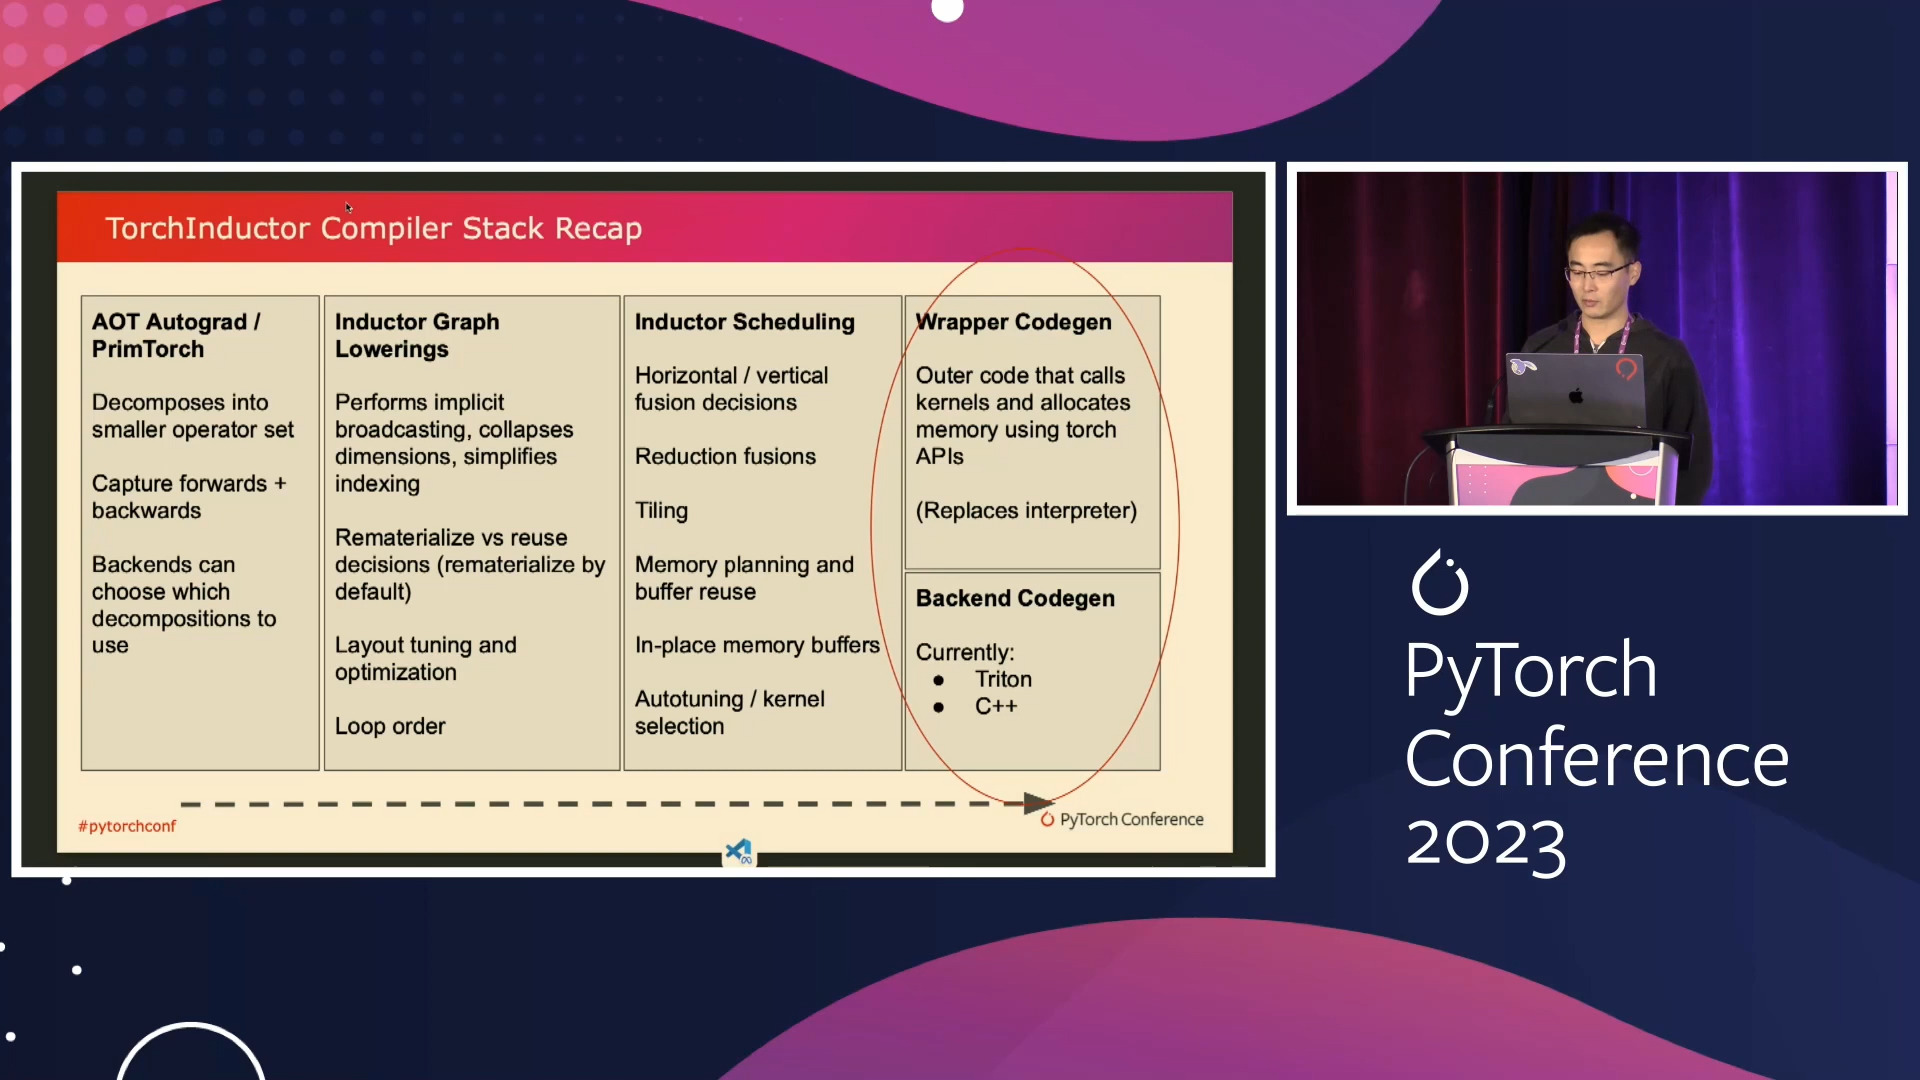 TorchInductor Compiler Stack Recap
AOT Autograd /
PrimTorch
Decomposes into
smaller operator set
Capture forwards +
backwards
Backends can
choose which
decompositions to
use
Inductor Graph
Lowerings
Performs implicit
broadcasting, collapses
dimensions, simplifies
indexing
Rematerialize vs reuse
decisions (rematerialize by
default)
Layout tuning and
optimization
Loop order
Inductor Scheduling
Horizontal / vertical
fusion decisions
Reduction fusions
Tiling
Memory planning and
buffer reuse
In-place memory buffers
Autotuning / kernel
selection
Wrapper Codegen
Outer code that calls
kernels and allocates
memory using torch
APIs
(Replaces interpreter)
Backend Codegen
Currently:
● Triton
● C++
#pytorchconf
PyTorch Conference
PyTorch
Conference
2023